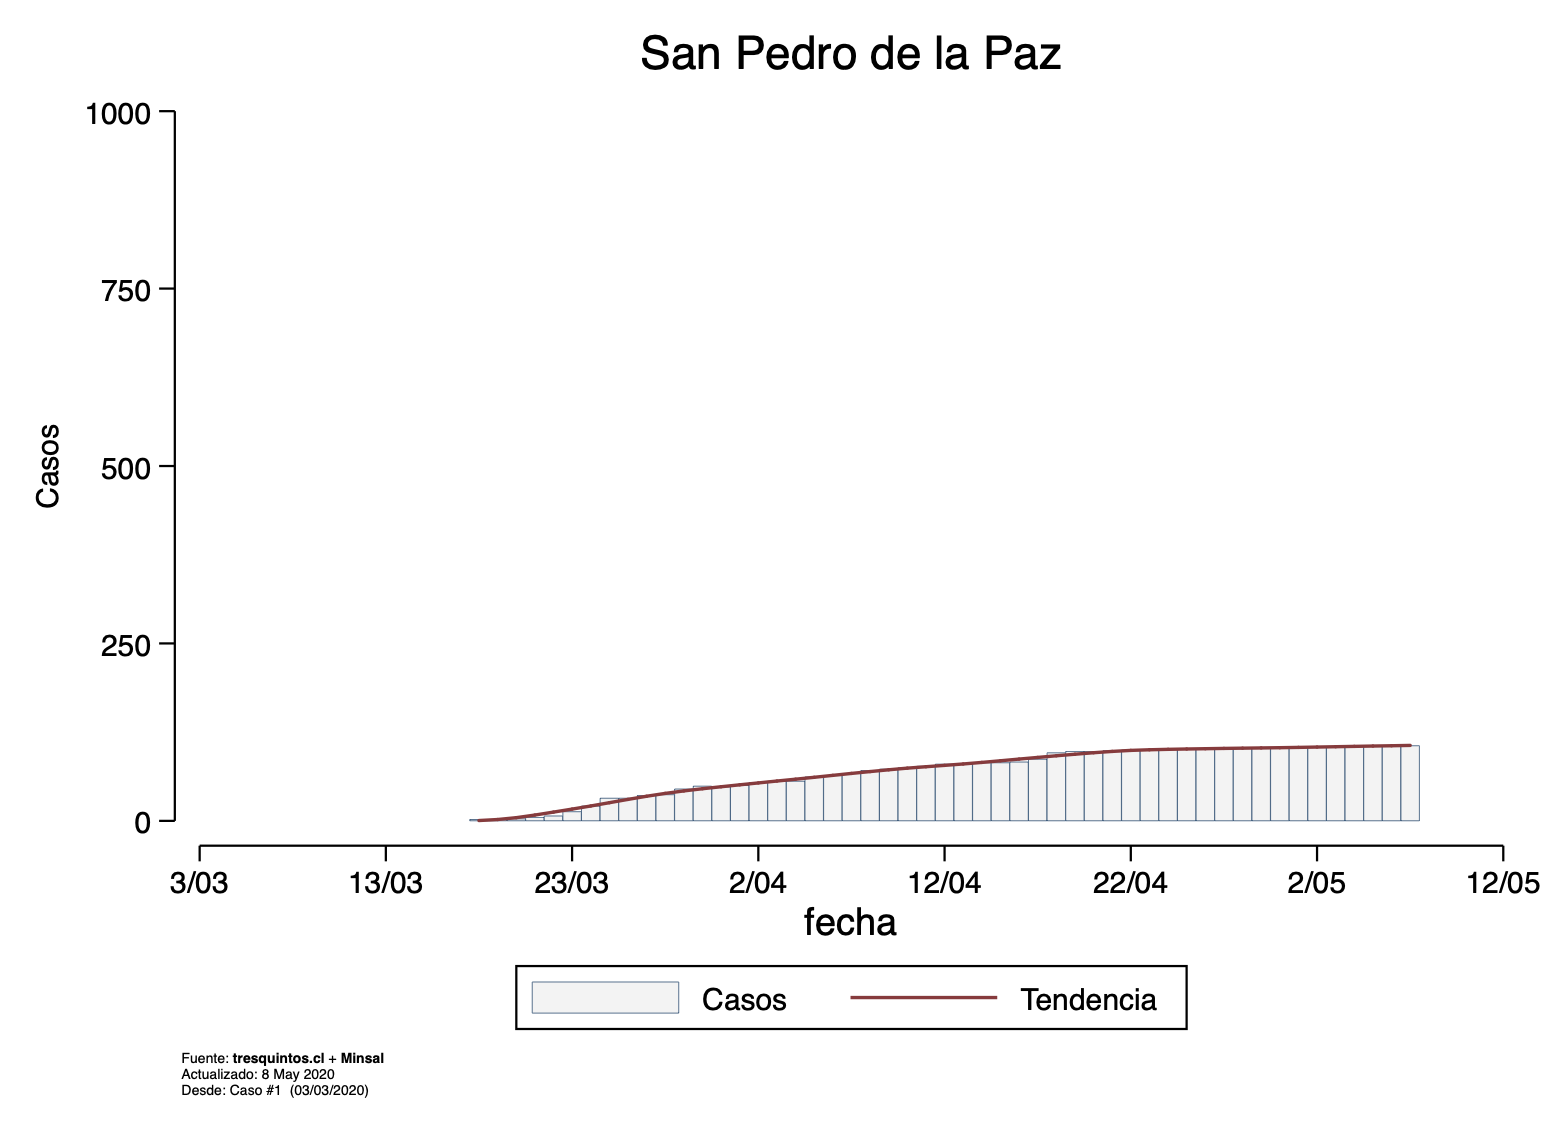 San Pedro de la Paz
1000
750
500
250
0
Casos
3/03 13/03 23/03 2/04 12/04 22/04 2/05 12/05
fecha
Casos Tendencia
Fuente: tresquintos.cl + Minsal
Actualizado: 8 May 2020
Desde: Caso #1 (03/03/2020)